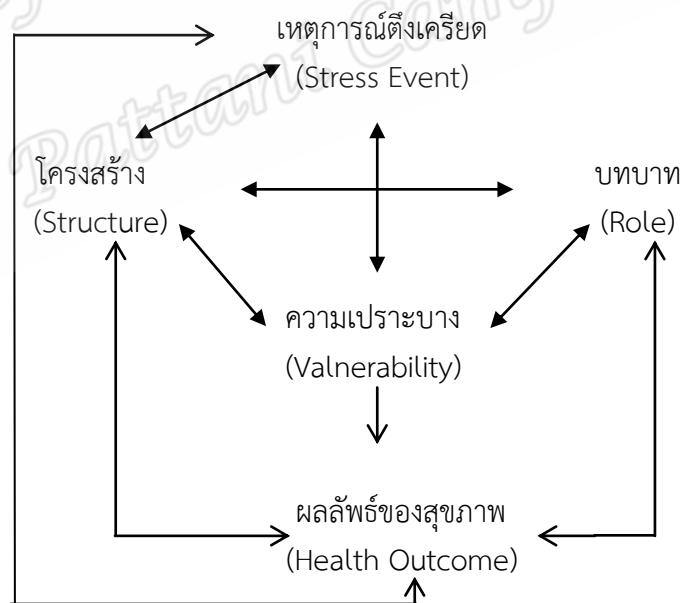 เหตุการณ์ตึงเครียด
(Stress Event)
Pattani Cam
โครงสร้าง
(Structure)
บทบาท
(Role)
ความเปราะบาง
(Valnerability)
ผลลัพธ์ของสุขภาพ
(Health Outcome)